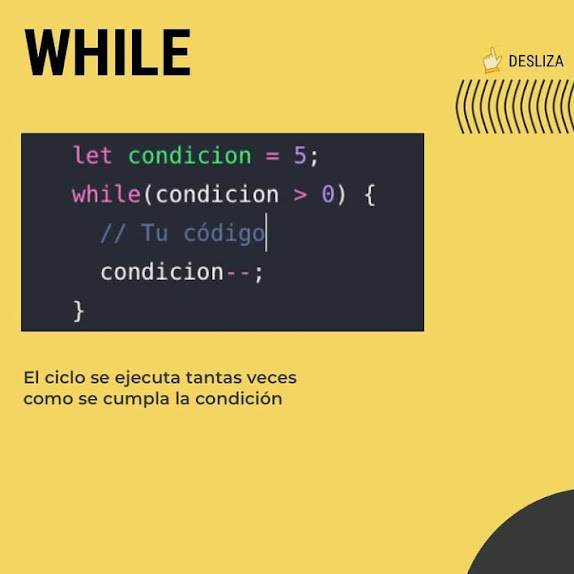 WHILE
DESLIZA
let condicion = 5;
while(condicion > 0) {
// Tu código
condicion--;
}
El ciclo se ejecuta tantas veces
como se cumpla la condición